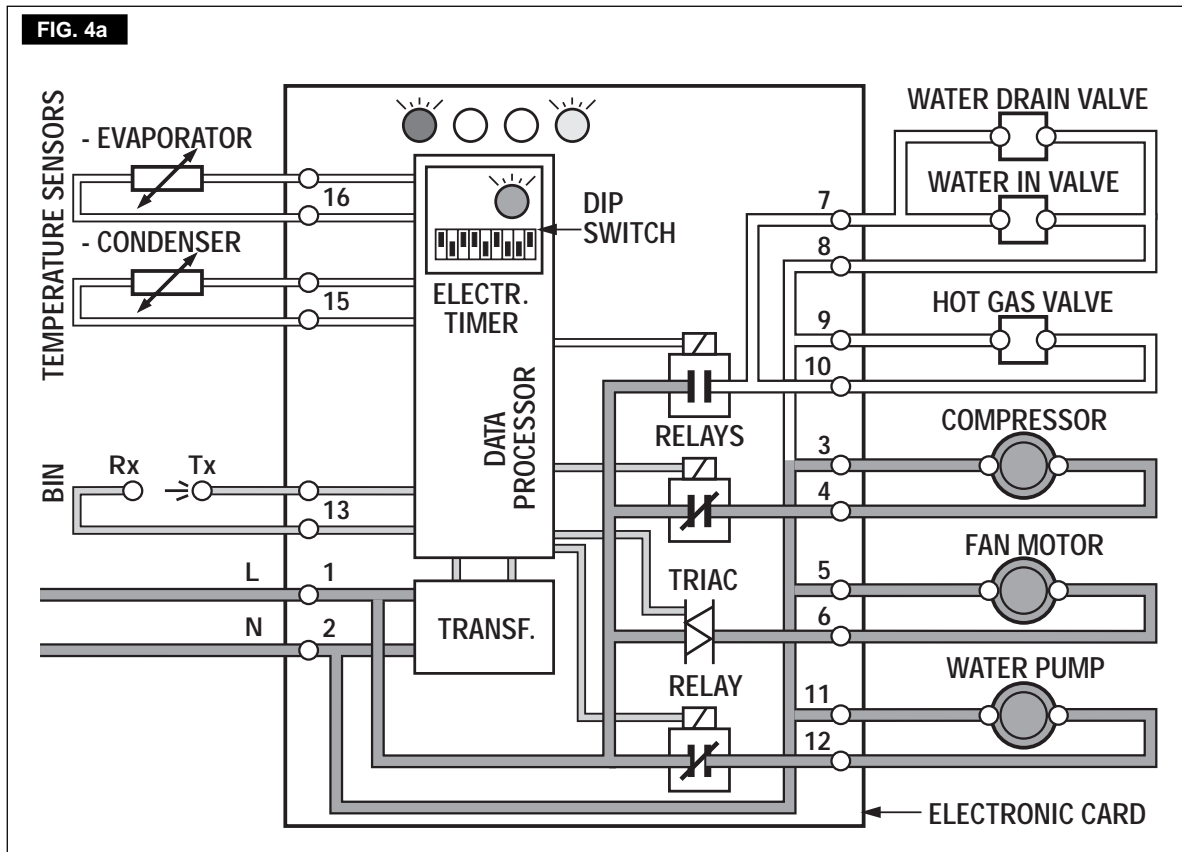 FIG. 4a
TEMPERATURE SENSORS
- EVAPORATOR
16
- CONDENSER
15
BIN
Rx
Tx
13
L
1
N
2
DIP
SWITCH
ELECTR.
TIMER
DATA
PROCESSOR
TRANSF.
RELAYS
TRIAC
RELAY
WATER DRAIN VALVE
WATER IN VALVE
7
8
HOT GAS VALVE
9
10
COMPRESSOR
3
4
FAN MOTOR
5
6
WATER PUMP
11
12
ELECTRONIC CARD